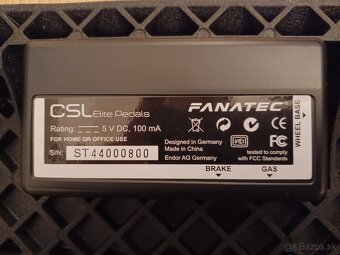 CSL Elite Pedals
FANATEC
Rating: 5 V DC, 100 mA
FOR HOME OR OFFICE USE
S/N: ST44000800
Designed in Germany
Made in China
Endor AG Germany
tested to comply
with FCC Standards
WHEEL BASE
BRAKE
GAS
bazos.sk